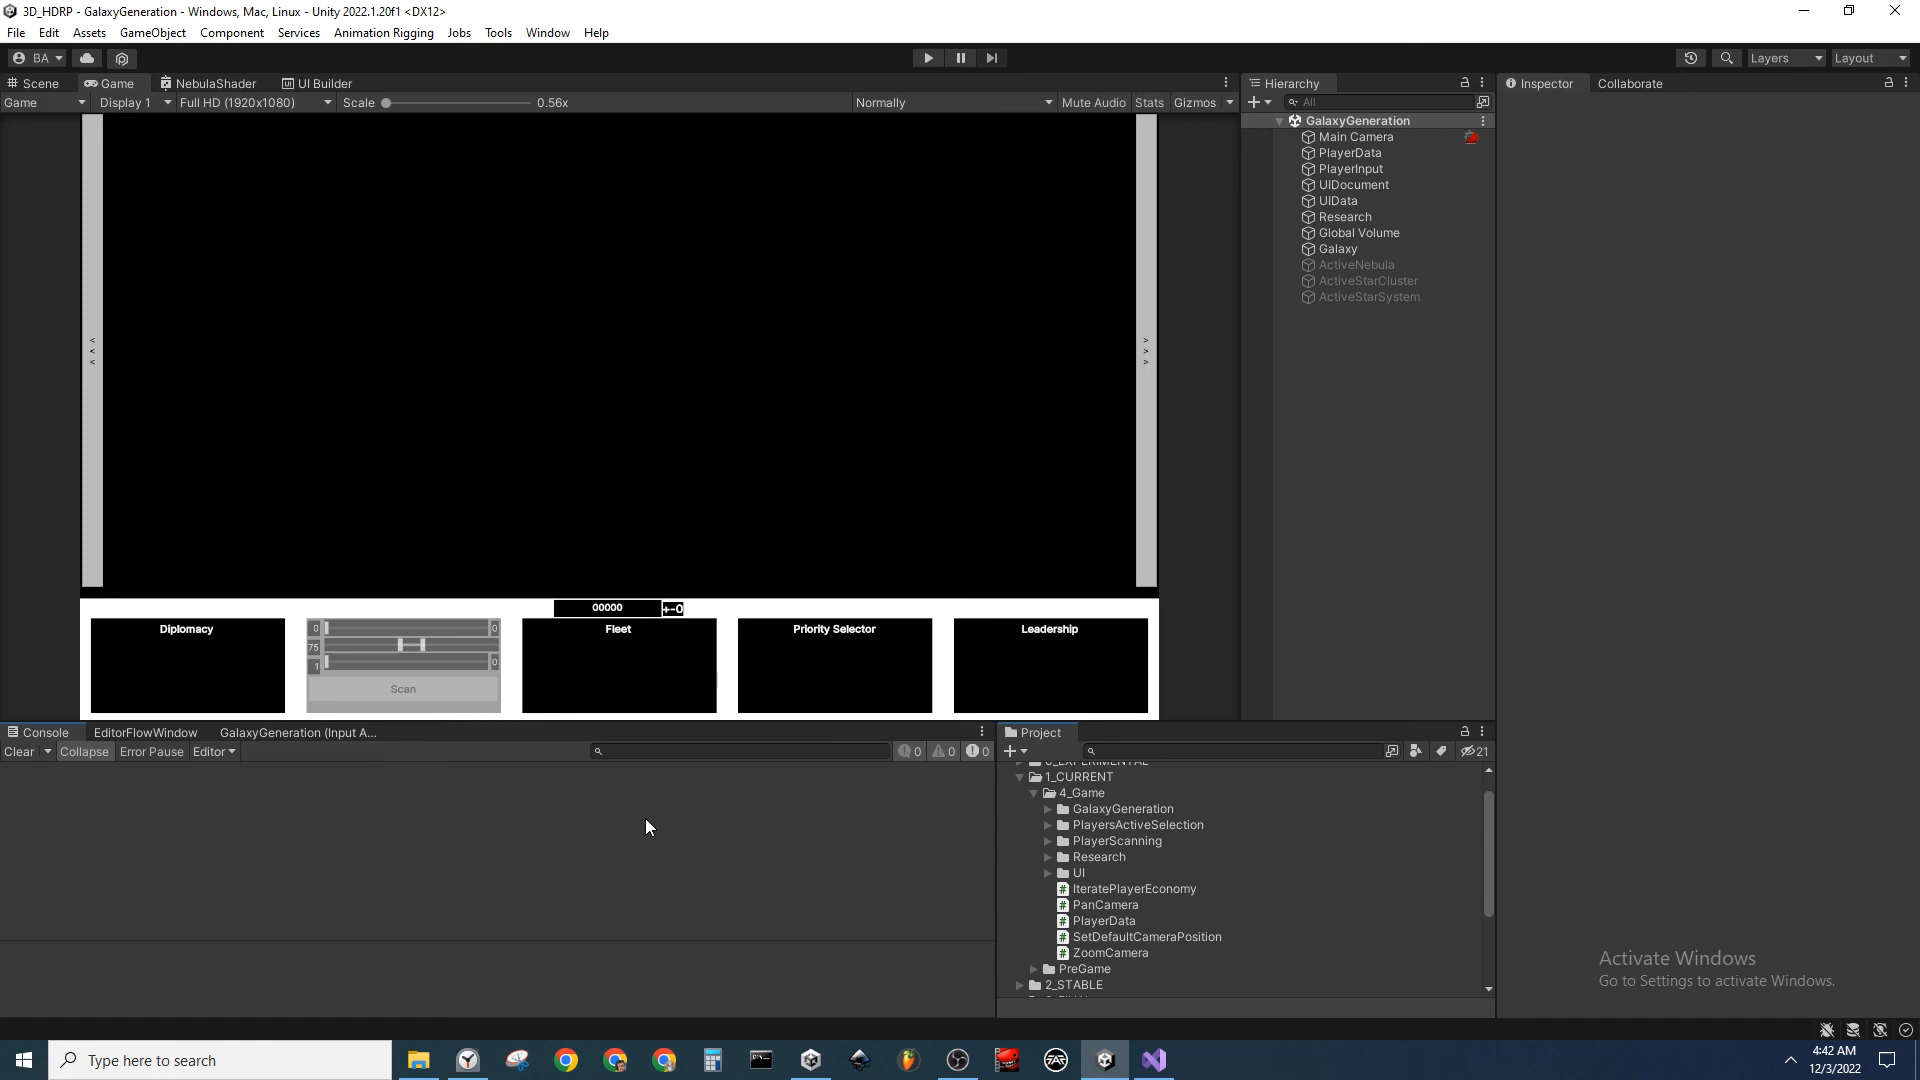 3D_HDRP - GalaxyGeneration - Windows, Mac, Linux - Unity 2022.1.20f1 <DX12>
File Edit Assets GameObject Component Services Animation Rigging Jobs Tools Window Help
BA Layers Layout
Scene Game NebulaShader UI Builder
Game Display 1 Full HD (1920x1080) Scale 0.56x Normally Mute Audio Stats Gizmos
Hierarchy
All
GalaxyGeneration
Main Camera
PlayerData
PlayerInput
UIDocument
UIData
Research
Global Volume
Galaxy
ActiveNebula
ActiveStarCluster
ActiveStarSystem
Inspector Collaborate
<
<
<
>
>
>
00000 +-0
Diplomacy
0 0
75
1 0
Scan
Fleet
Priority Selector
Leadership
Console EditorFlowWindow GalaxyGeneration (Input A...
Clear Collapse Error Pause Editor 0 0 0
Project
21
1_CURRENT
4_Game
GalaxyGeneration
PlayersActiveSelection
PlayerScanning
Research
UI
IteratePlayerEconomy
PanCamera
PlayerData
SetDefaultCameraPosition
ZoomCamera
PreGame
2_STABLE
Activate Windows
Go to Settings to activate Windows.
Type here to search
4:42 AM
12/3/2022